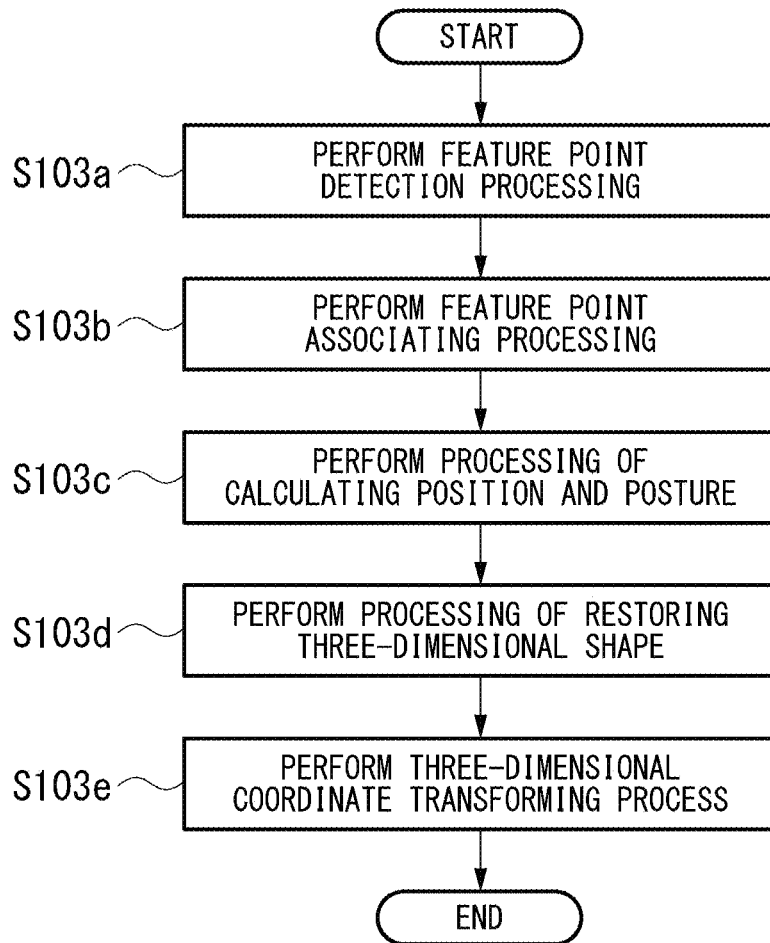 START
S103a
PERFORM FEATURE POINT
DETECTION PROCESSING
S103b
PERFORM FEATURE POINT
ASSOCIATING PROCESSING
S103c
PERFORM PROCESSING OF
CALCULATING POSITION AND POSTURE
S103d
PERFORM PROCESSING OF RESTORING
THREE-DIMENSIONAL SHAPE
S103e
PERFORM THREE-DIMENSIONAL
COORDINATE TRANSFORMING PROCESS
END